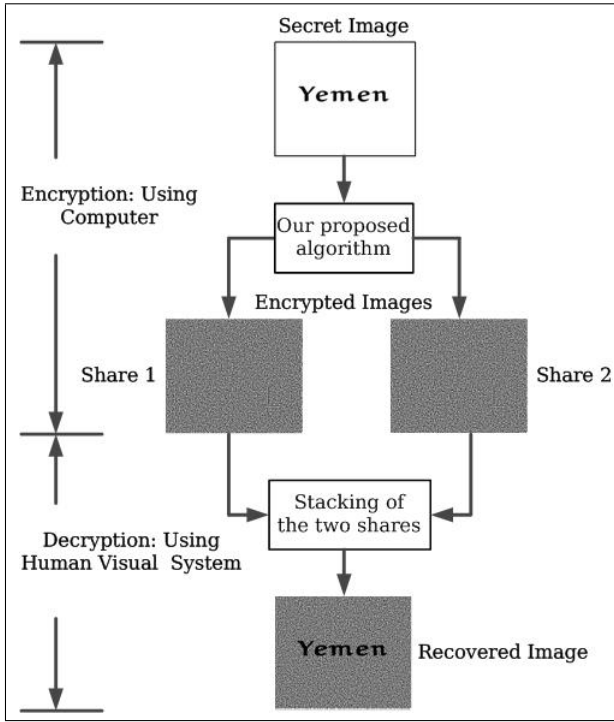 Secret Image
Yemen
Encryption: Using
Computer
Our proposed
algorithm
Encrypted Images
Share 1
Share 2
Stacking of
the two shares
Decryption: Using
Human Visual System
Yemen
Recovered Image